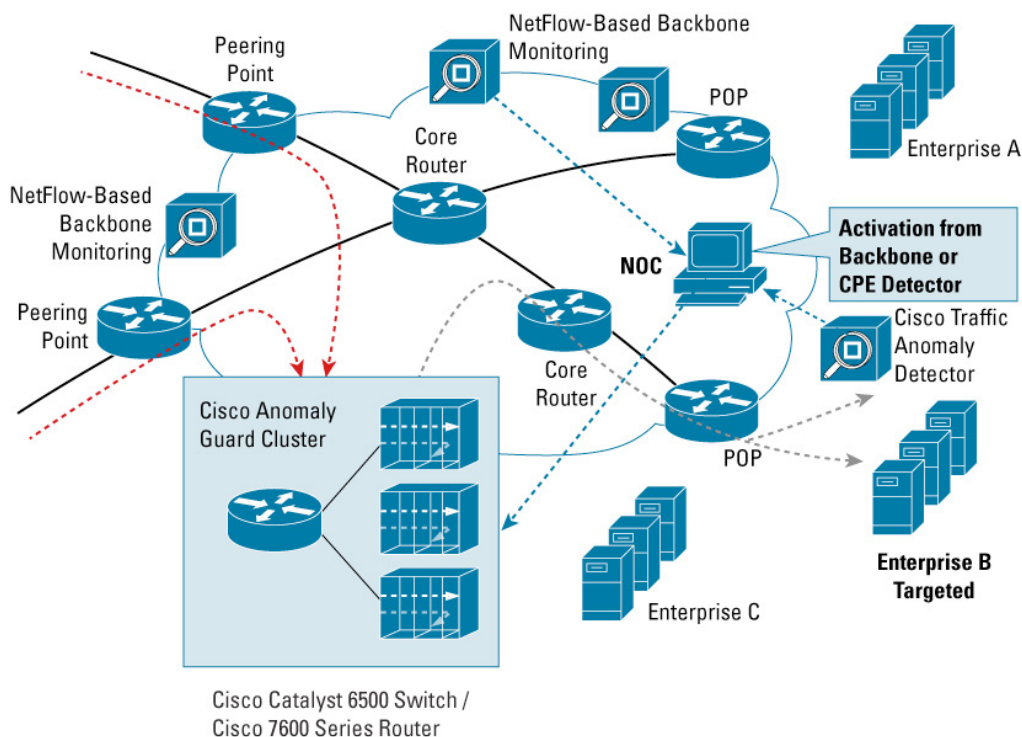 Peering
Point
NetFlow-Based Backbone
Monitoring
POP
Enterprise A
Core
Router
NetFlow-Based
Backbone
Monitoring
NOC
Activation from
Backbone or
CPE Detector
Peering
Point
Cisco Traffic
Anomaly
Detector
Core
Router
Cisco Anomaly
Guard Cluster
POP
Enterprise B
Targeted
Enterprise C
Cisco Catalyst 6500 Switch /
Cisco 7600 Series Router